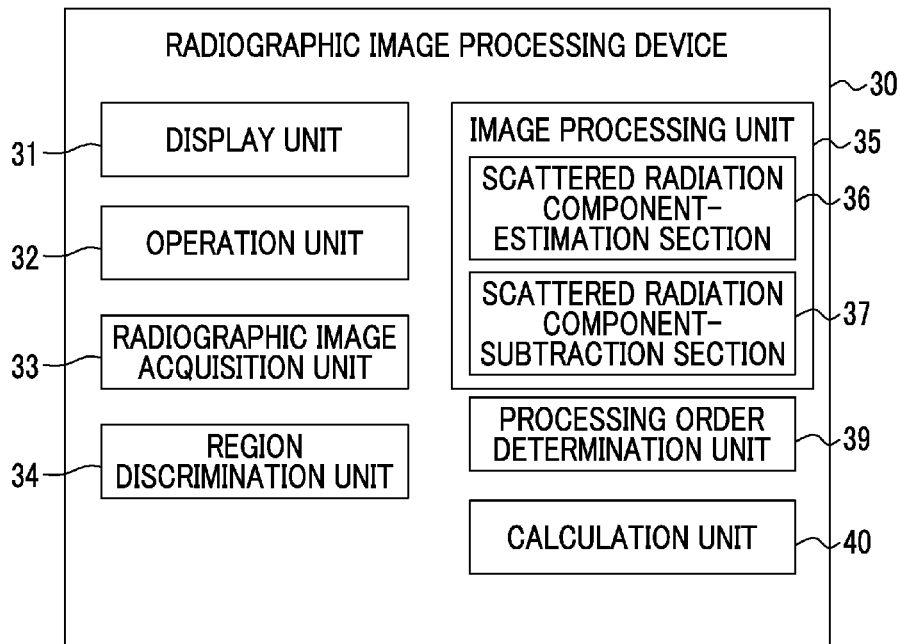 RADIOGRAPHIC IMAGE PROCESSING DEVICE
30
31
DISPLAY UNIT
32
OPERATION UNIT
33
RADIOGRAPHIC IMAGE
ACQUISITION UNIT
34
REGION
DISCRIMINATION UNIT
IMAGE PROCESSING UNIT
35
SCATTERED RADIATION
COMPONENT-
ESTIMATION SECTION
36
SCATTERED RADIATION
COMPONENT-
SUBTRACTION SECTION
37
PROCESSING ORDER
DETERMINATION UNIT
39
CALCULATION UNIT
40